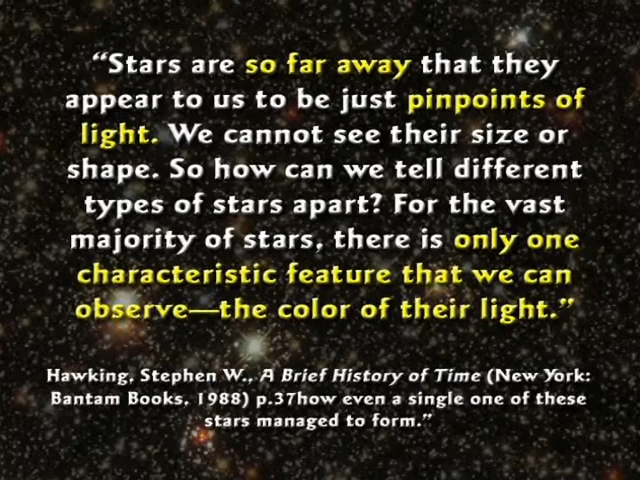 “Stars are so far away that they
appear to us to be just pinpoints of
light. We cannot see their size or
shape. So how can we tell different
types of stars apart? For the vast
majority of stars, there is only one
characteristic feature that we can
observe—the color of their light.”
Hawking, Stephen W., A Brief History of Time (New York:
Bantam Books, 1988) p.37how even a single one of these
stars managed to form.”